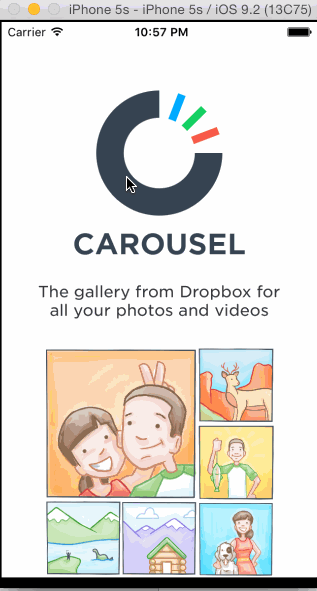 iPhone 5s - iPhone 5s / iOS 9.2 (13C75)
Carrier 10:57 PM
CAROUSEL
The gallery from Dropbox for
all your photos and videos